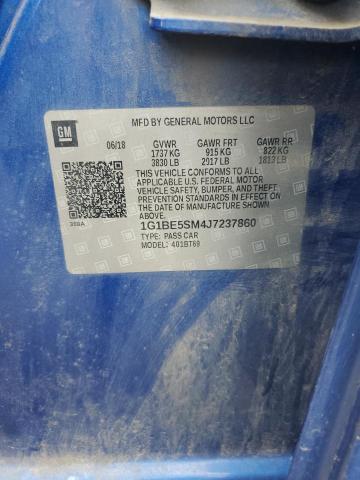 GM
MFD BY GENERAL MOTORS LLC
06/18 GVWR GAWR FRT GAWR RR
1737 KG 915 KG 822 KG
3830 LB 2017 LB 1813 LB
THIS VEHICLE CONFORMS TO ALL
APPLICABLE U.S. FEDERAL MOTOR
VEHICLE SAFETY, BUMPER, AND THEFT
PREVENTION STANDARDS IN EFFECT ON
THE DATE OF MANUFACTURE SHOWN ABOVE.
1G1BE5SM4J7237860
TYPE: PASS CAR
MODEL: 401BT69